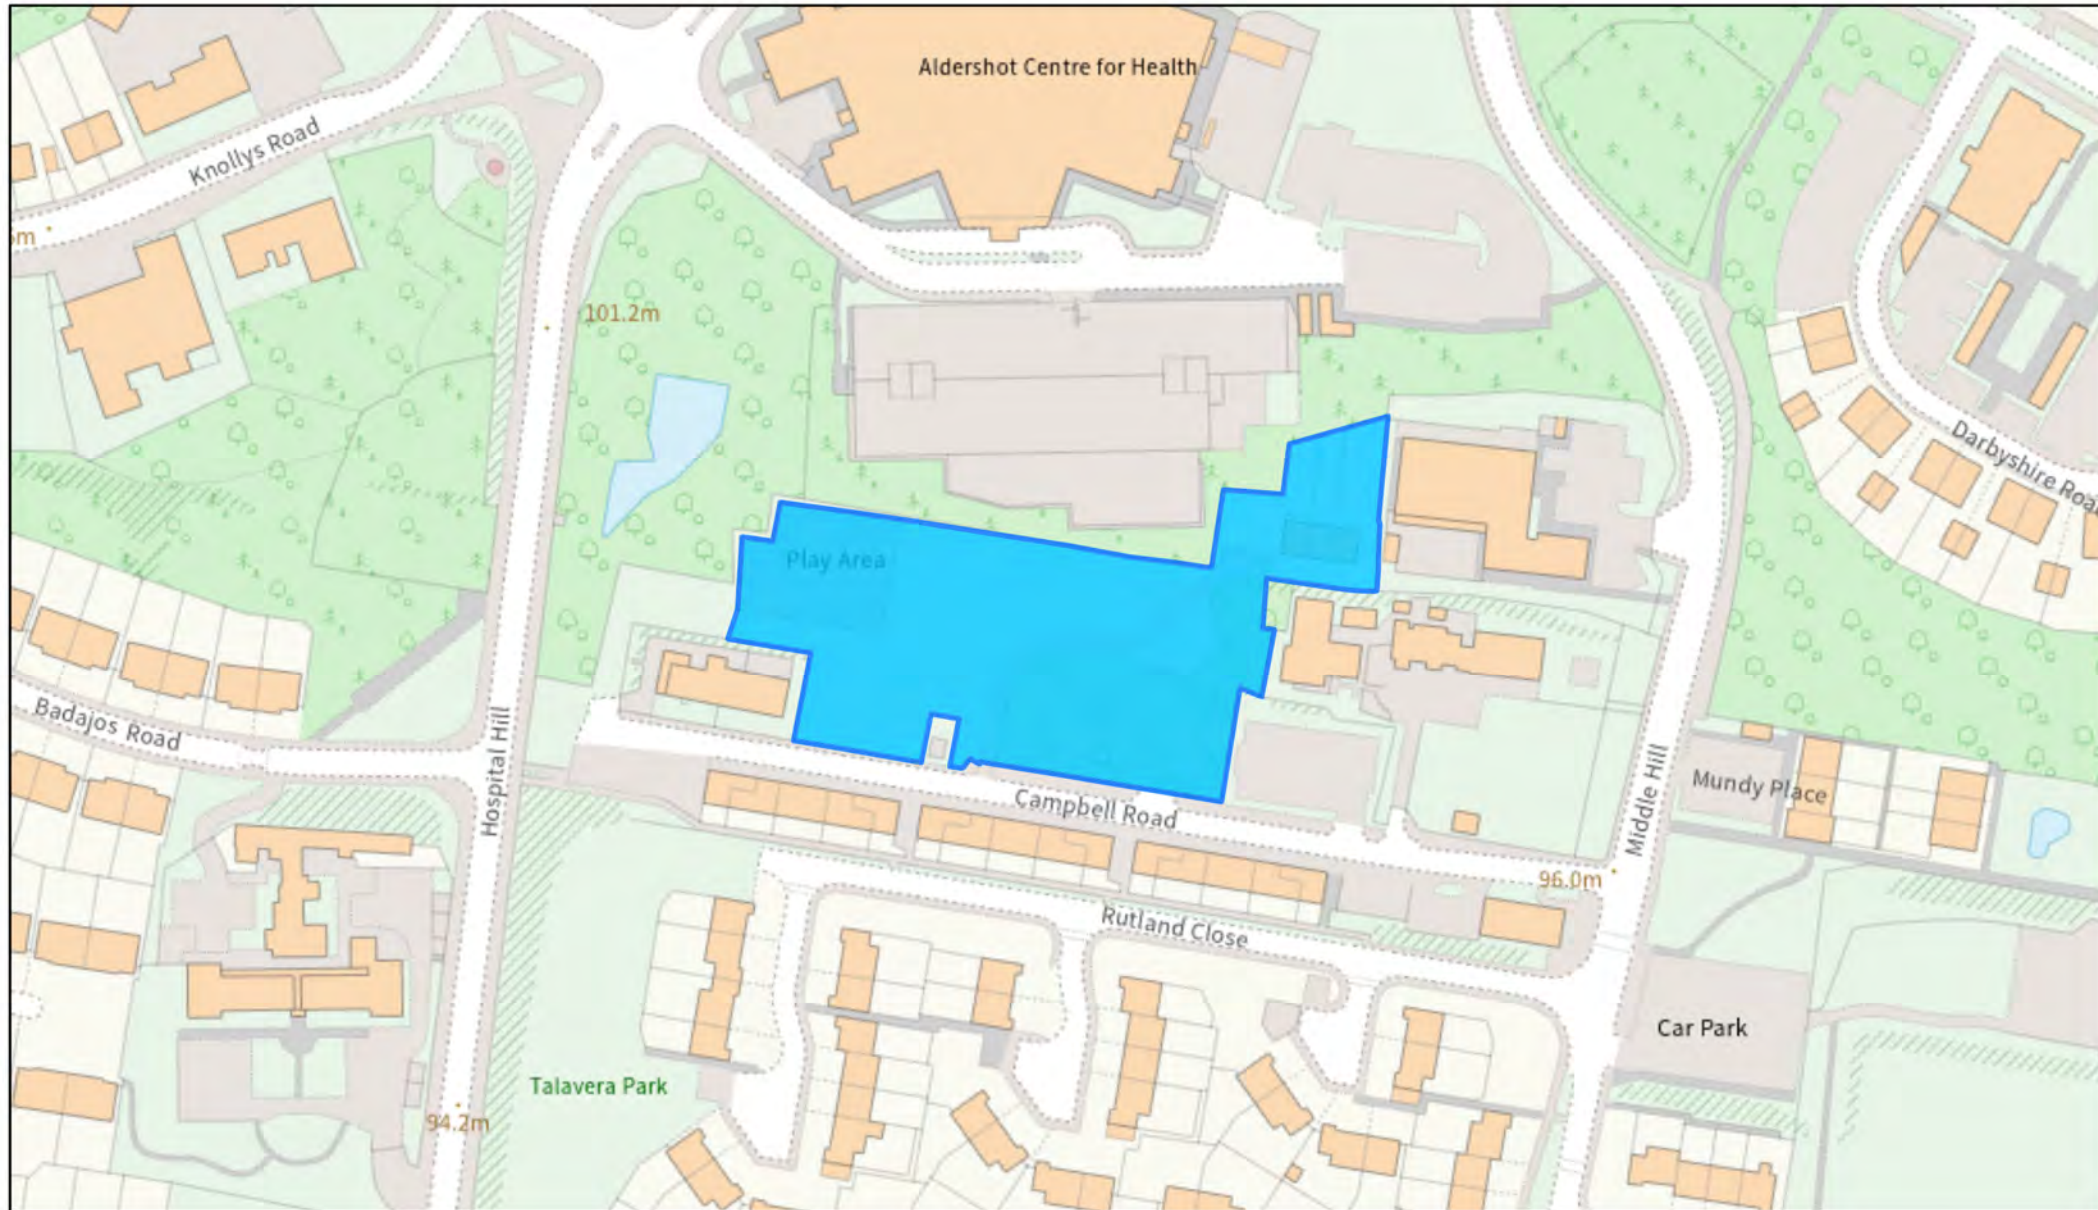 Aldershot Centre for Health
Knollys Road
101.2m
Darbyshire Road
Play Area
Badajos Road
Hospital Hill
Campbell Road
Middle Hill
Mundy Place
96.0m
Rutland Close
Car Park
Talavera Park
94.2m